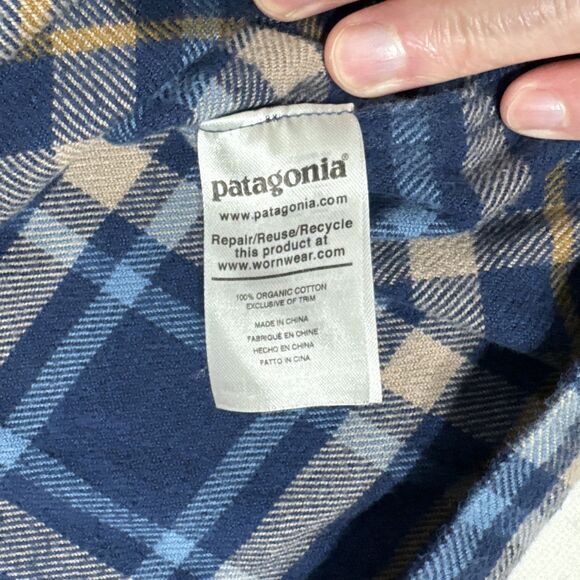 patagonia®
www.patagonia.com
Repair/Reuse/Recycle
this product at
www.wornwear.com
100% ORGANIC COTTON
EXCLUSIVE OF TRIM
MADE IN CHINA
FABRIQUÉ EN CHINE
HECHO EN CHINA
FATTO IN CINA